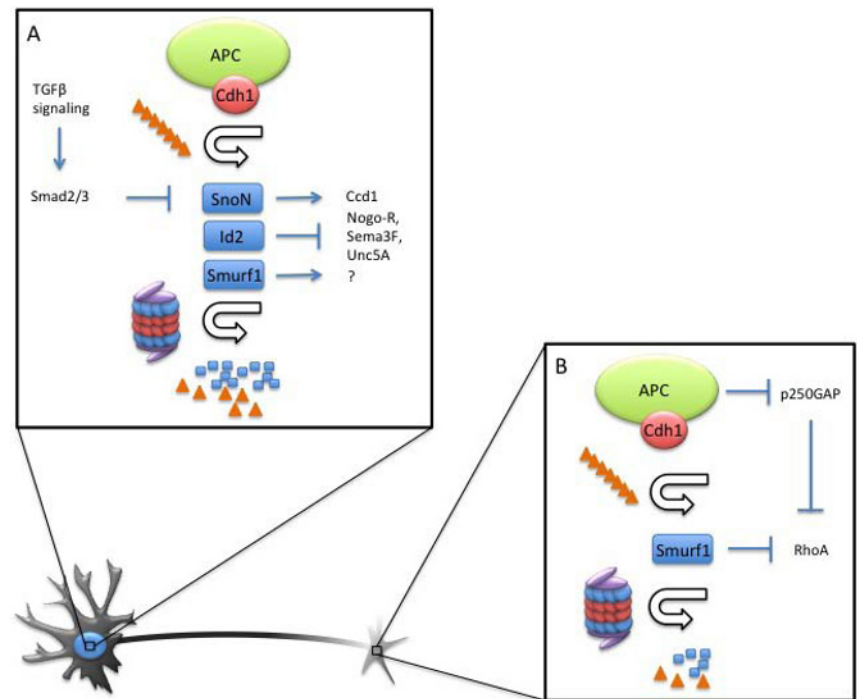 A
APC
Cdh1
TGFβ
signaling
Smad2/3
SnoN
Ccd1
Id2
Nogo-R,
Sema3F,
Unc5A
Smurf1
?
B
APC
p250GAP
Cdh1
Smurf1
RhoA